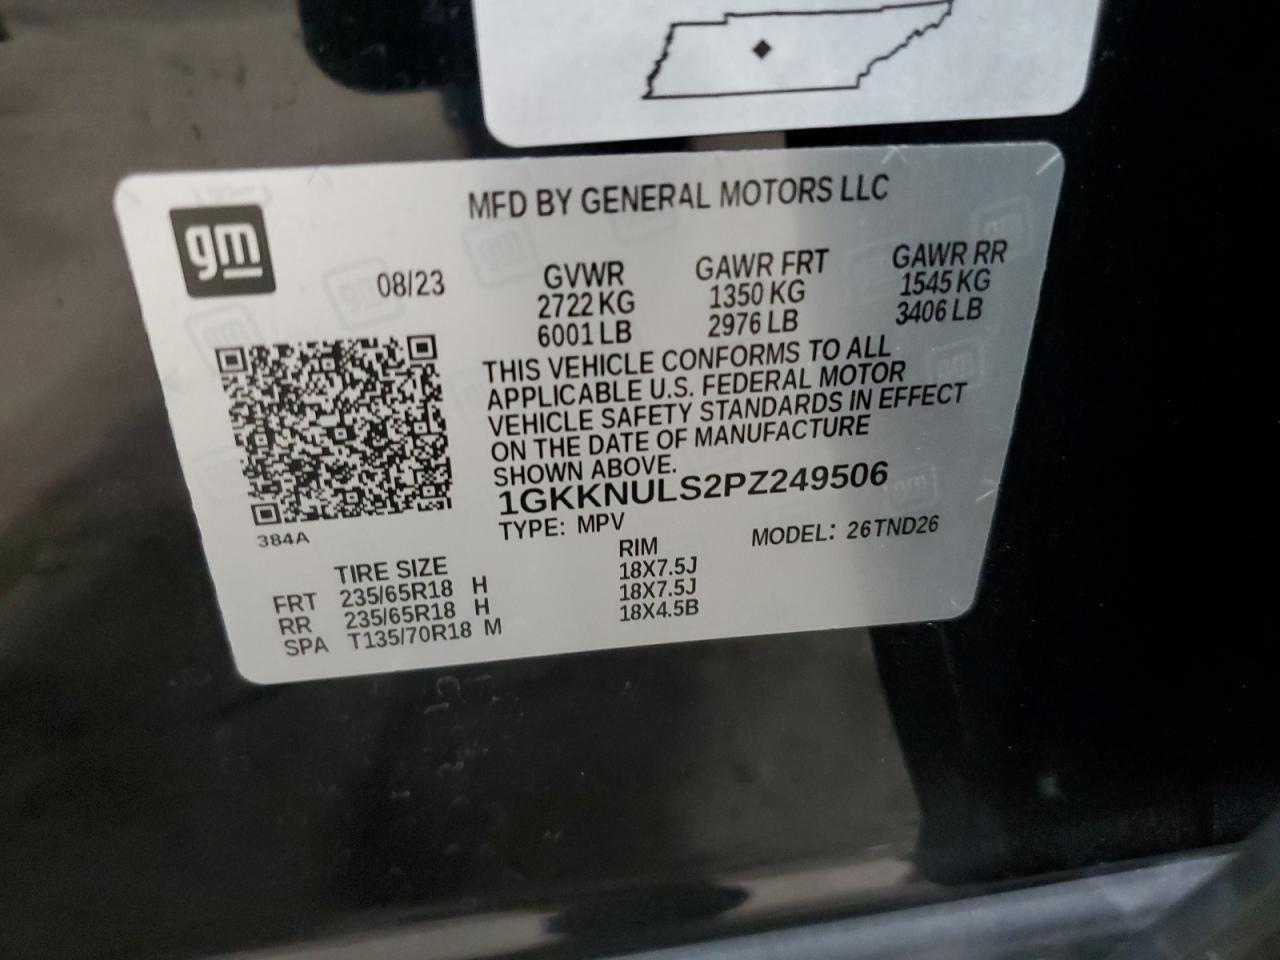 gm
MFD BY GENERAL MOTORS LLC
08/23
GVWR
2722 KG
6001 LB
GAWR FRT
1350 KG
2976 LB
GAWR RR
1545 KG
3406 LB
THIS VEHICLE CONFORMS TO ALL
APPLICABLE U.S. FEDERAL MOTOR
VEHICLE SAFETY STANDARDS IN EFFECT
ON THE DATE OF MANUFACTURE
SHOWN ABOVE.
1GKKNULS2PZ249506
TYPE: MPV
MODEL: 26TND26
384A
TIRE SIZE
RIM
FRT 235/65R18 H 18X7.5J
RR 235/65R18 H 18X7.5J
SPA T135/70R18 M 18X4.5B